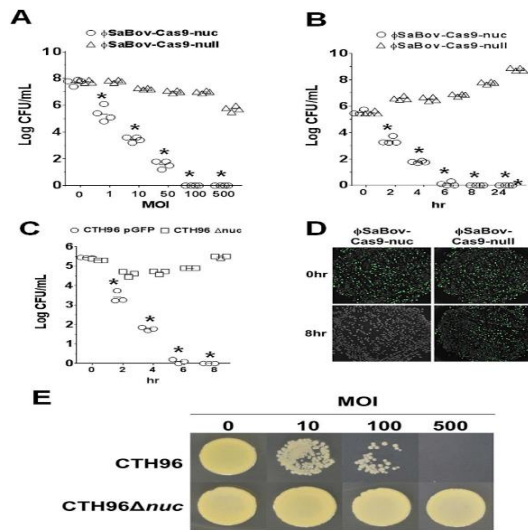 A
○ ϕSaBov-Cas9-nuc
△ ϕSaBov-Cas9-null
Log CFU/mL
10
8
6
4
2
0
* * * * *
0 1 10 50 100 500
MOI
B
○ ϕSaBov-Cas9-nuc
△ ϕSaBov-Cas9-null
Log CFU/mL
10
8
6
4
2
0
* * * * *
0 2 4 6 8 24
hr
*
C
○ CTH96 pGFP □ CTH96 Δnuc
Log CFU/mL
6
5
4
3
2
1
0
* * * *
0 2 4 6 8
hr
D
ϕSaBov-Cas9-nuc
ϕSaBov-Cas9-null
0hr
8hr
E
MOI
0 10 100 500
CTH96
CTH96Δnuc